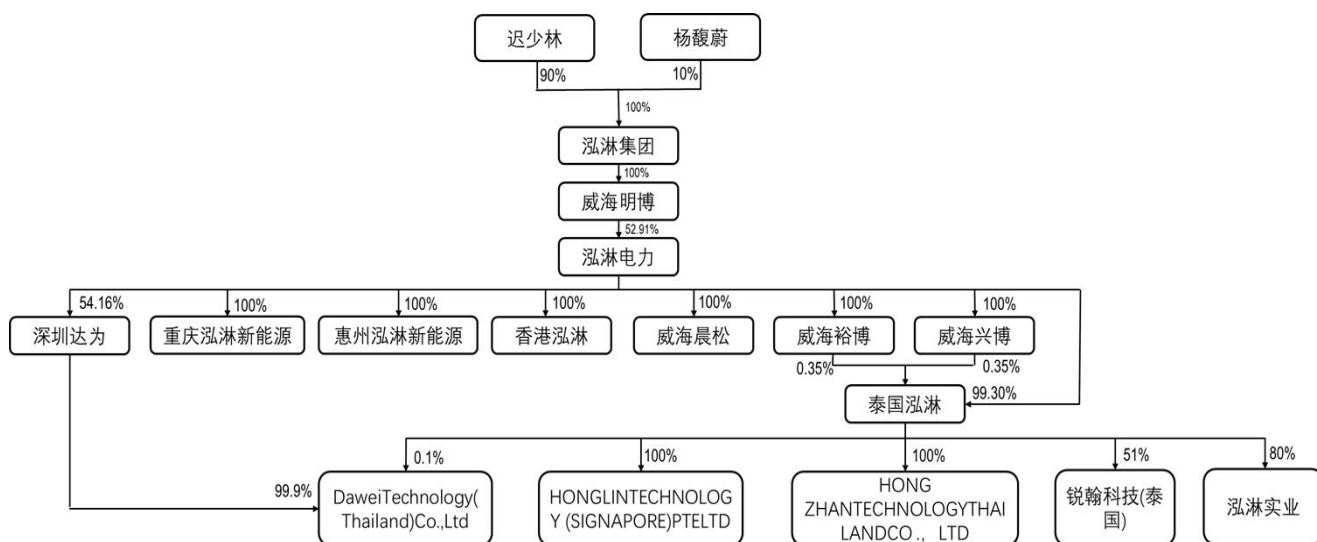 迟少林
杨馥蔚
90%
10%
100%
泓淋集团
100%
威海明博
52.91%
泓淋电力
54.16%
100%
100%
100%
100%
100%
100%
深圳达为
重庆泓淋新能源
惠州泓淋新能源
香港泓淋
威海晨松
威海裕博
威海兴博
0.35%
0.35%
泰国泓淋
99.30%
0.1%
100%
100%
51%
80%
99.9%
DaweiTechnology(
Thailand)Co.,Ltd
HONGLINTECHNOLOG
Y (SIGNAPORE)PTELTD
HONG
ZHANTECHNOLOGYTHAI
LANDCO .,  LTD
锐翰科技(泰
国)
泓淋实业